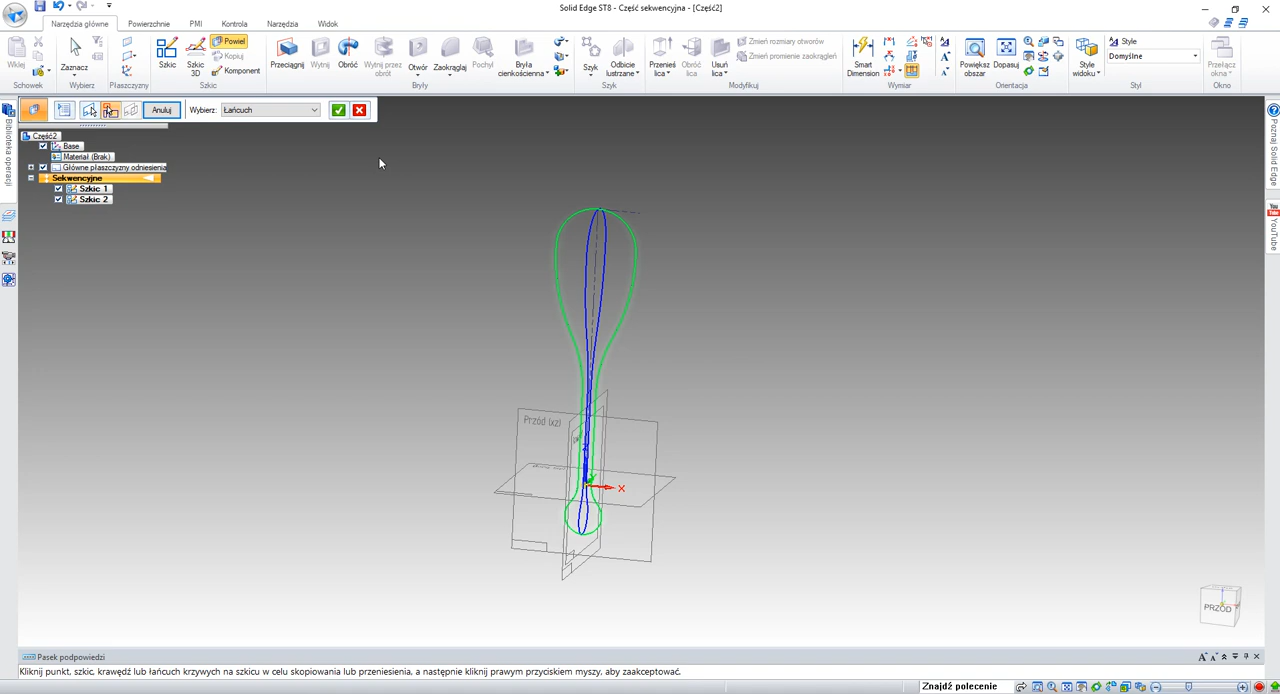 Solid Edge ST8 - Część sekwencyjna - [Część2]
Narzędzia główne Powierzchnie PMI Kontrola Narzędzia Widok
Wklej
Schowek
Zaznacz
Wybierz
Płaszczyzny
Szkic
Szkic 3D
Powiel
Kopiuj
Komponent
Szkic
Przeciągnij
Wytnij
Obróć
Wytnij przez obrót
Otwór
Zaokrąglaj
Pochyl
Bryła cienkościenna
Bryły
Szyk
Odbicie lustrzane
Szyk
Przenieś lica
Obróć lica
Usuń lica
Zmień rozmiary otworów
Zmień promienie zaokrągleń
Modyfikuj
Smart Dimension
Wymiar
Powiększ obszar
Dopasuj
Orientacja
Style widoku
Style
Domyślne
Styl
Przełącz okna
Okno
Anuluj Wybierz: Łańcuch
Część2
Base
Materiał (Brak)
Główne płaszczyzny odniesienia
Sekwencyjne
Szkic 1
Szkic 2
Biblioteka operacji
Poznaj Solid Edge
You Tube
YouTube
Przód (xz)
X
PRZÓD
Pasek podpowiedzi
Kliknij punkt, szkic, krawędź lub łańcuch krzywych na szkicu w celu skopiowania lub przeniesienia, a następnie kliknij prawym przyciskiem myszy, aby zaakceptować.
Znajdź polecenie